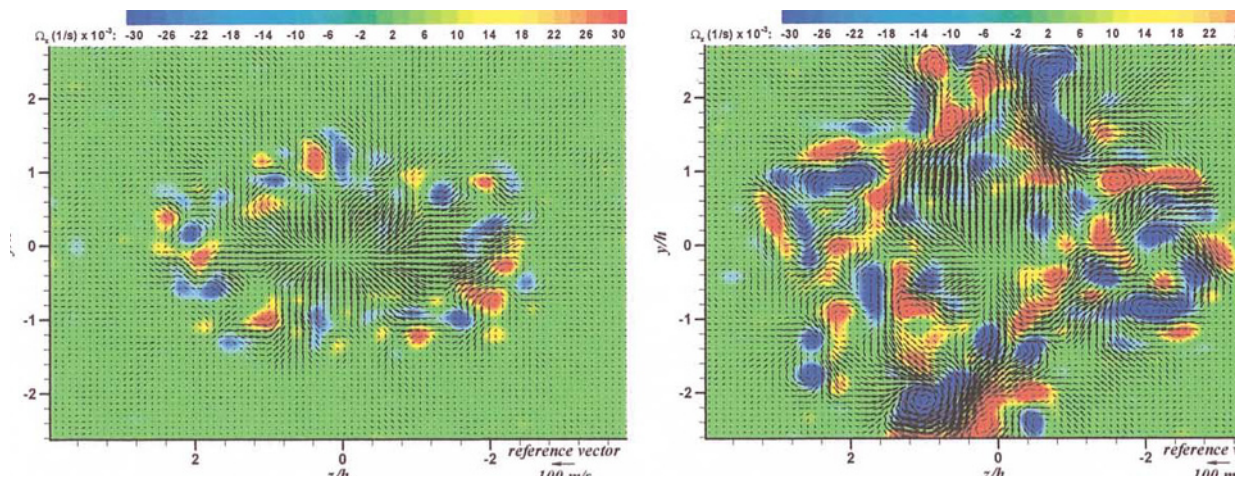 Ωx (1/s) x 10⁻³: -30 -26 -22 -18 -14 -10 -6 -2 2 6 10 14 18 22 26 30
2
1
0
-1
-2
2 0 -2
reference vector
z/h
100 m/s
Ωx (1/s) x 10⁻³: -30 -26 -22 -18 -14 -10 -6 -2 2 6 10 14 18 22
y/h
2
1
0
-1
-2
2 0 -2
reference v
z/h
100 m